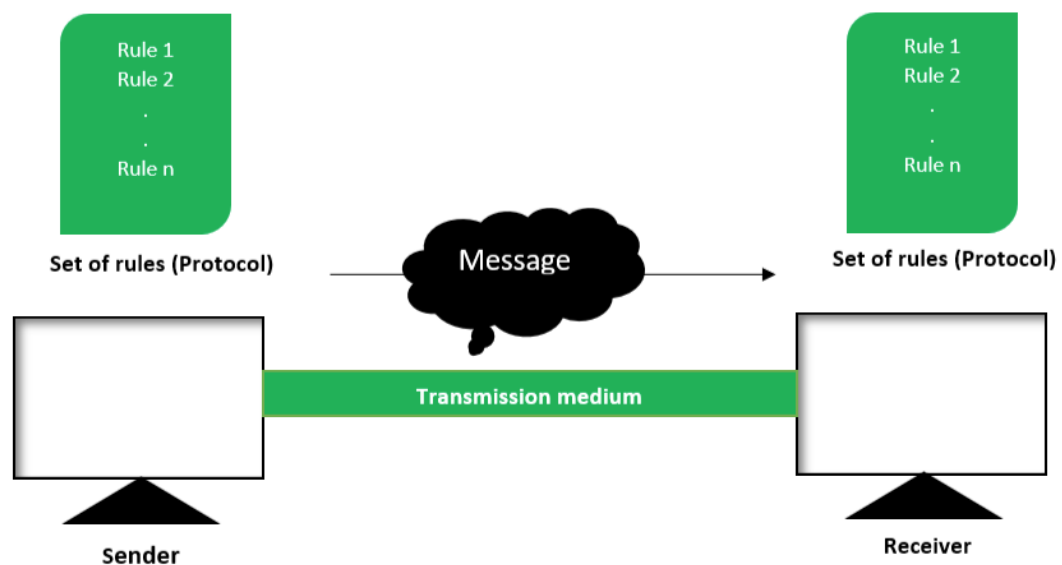 Rule 1
Rule 2
.
.
Rule n
Set of rules (Protocol)
Rule 1
Rule 2
.
.
Rule n
Set of rules (Protocol)
Message
Transmission medium
Sender
Receiver